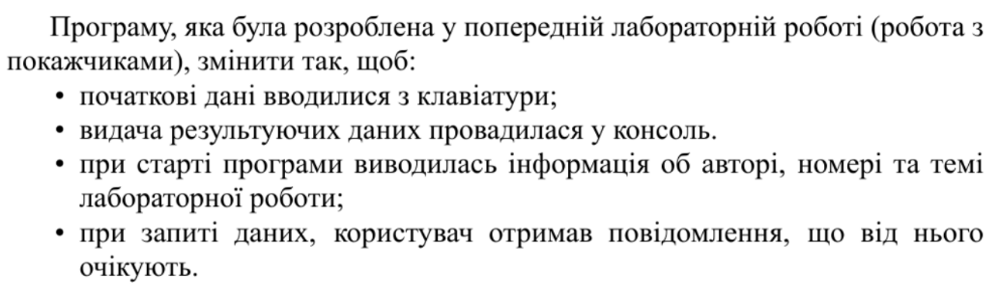 Програму, яка була розроблена у попередній лабораторній роботі (робота з
покажчиками), змінити так, щоб:
• початкові дані вводилися з клавіатури;
• видача результуючих даних провадилася у консоль.
• при старті програми виводилась інформація об авторі, номері та темі
лабораторної роботи;
• при запиті даних, користувач отримав повідомлення, що від нього
очікують.